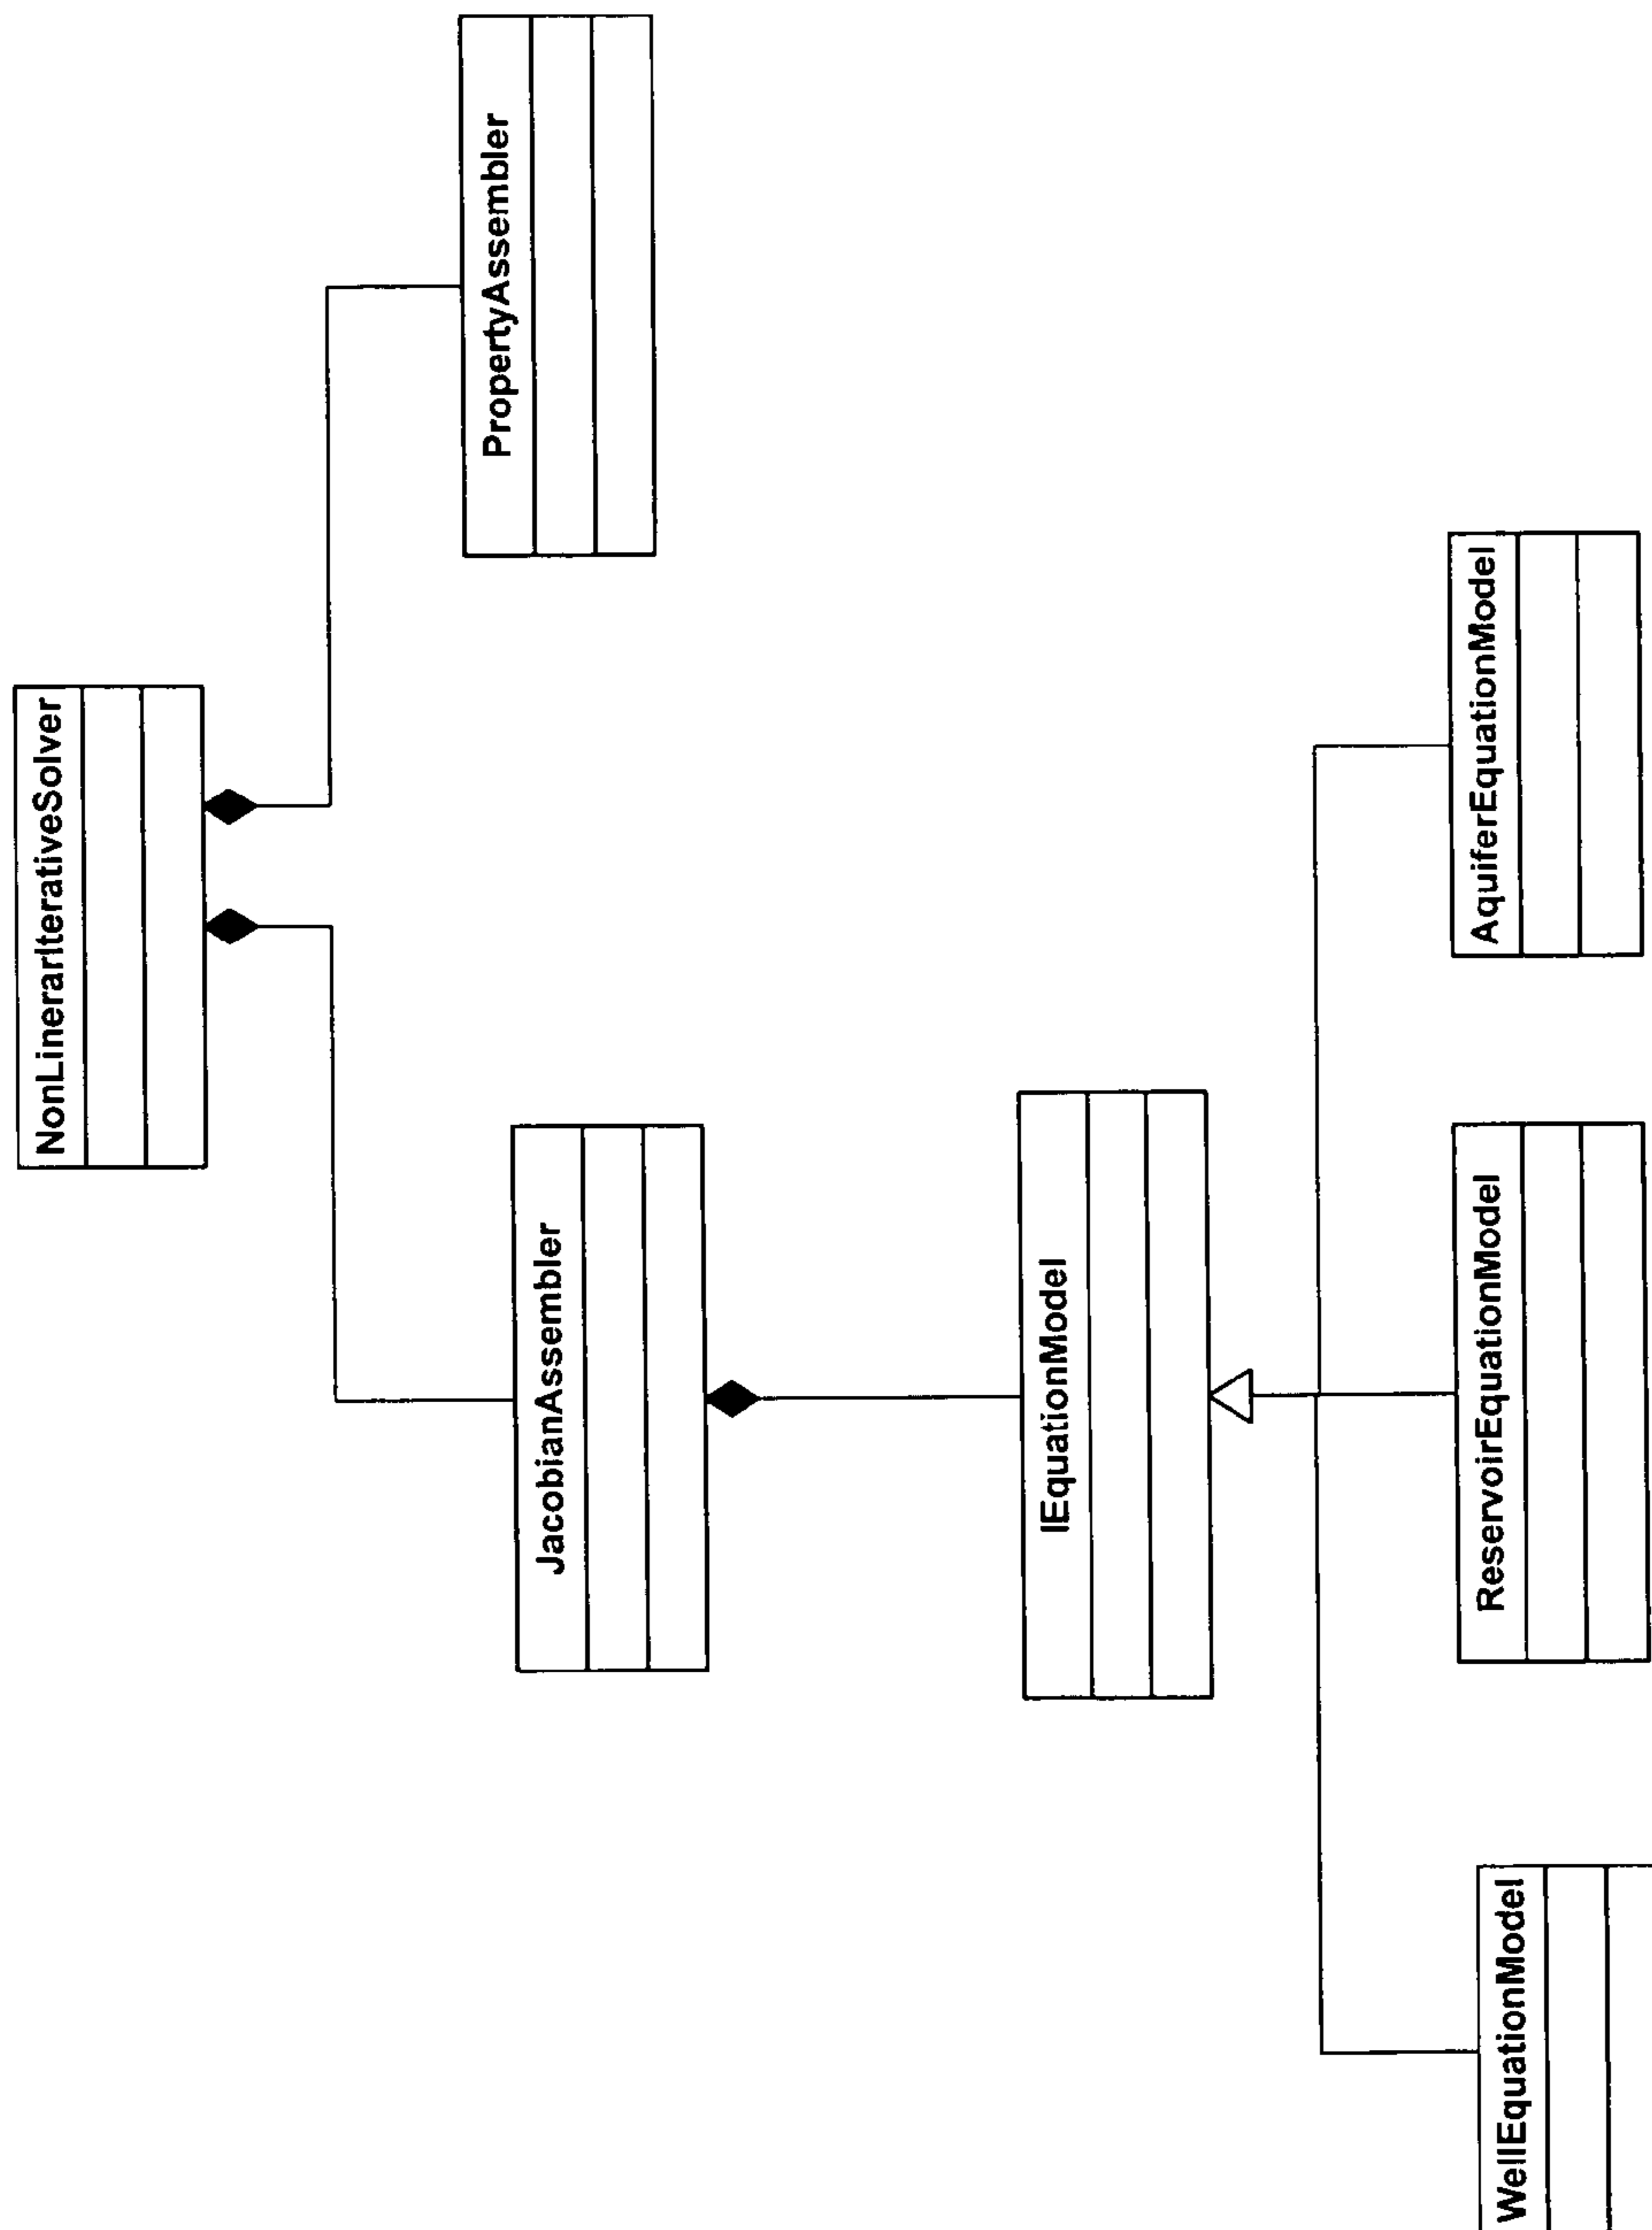 NonLinerarIterativeSolver
JacobianAssembler
PropertyAssembler
IEquationModel
WellEquationModel
ReservoirEquationModel
AquiferEquationModel